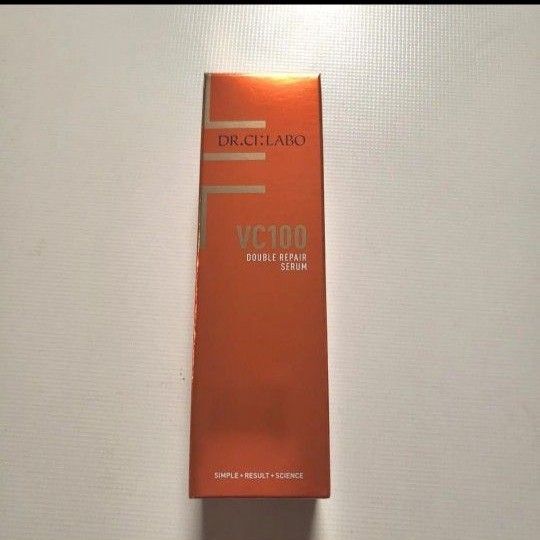 DR.CI:LABO
VC100
DOUBLE REPAIR
SERUM
SIMPLE + RESULT + SCIENCE